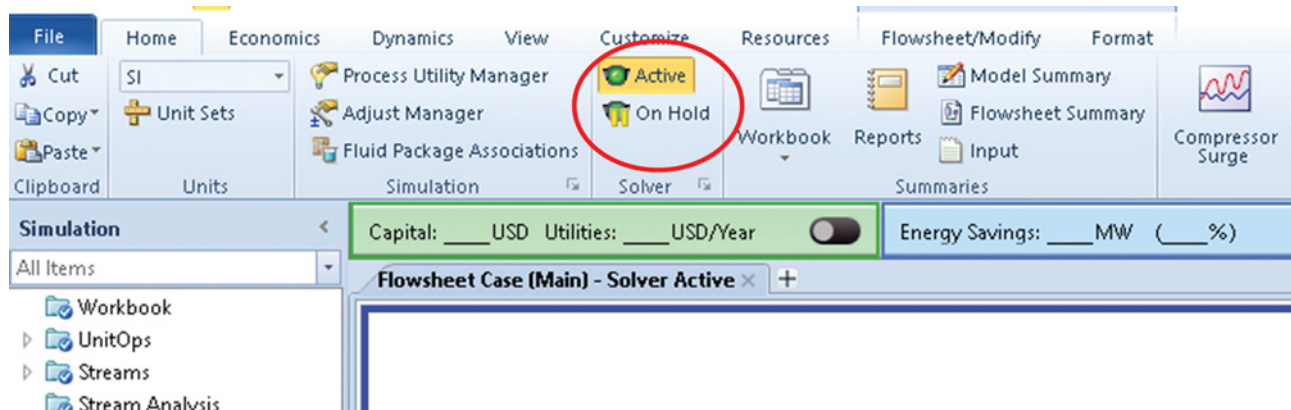 File Home Economics Dynamics View Customize Resources Flowsheet/Modify Format
Cut SI Process Utility Manager Active Model Summary
Copy Unit Sets Adjust Manager On Hold Flowsheet Summary
Workbook Reports Compressor
Paste Fluid Package Associations Input Surge
Clipboard Units Simulation Solver Summaries
Simulation Capital: ____USD Utilities: ____USD/Year Energy Savings: ____MW (____%)
All Items
Flowsheet Case (Main) - Solver Active
Workbook
UnitOps
Streams
Stream Analysis